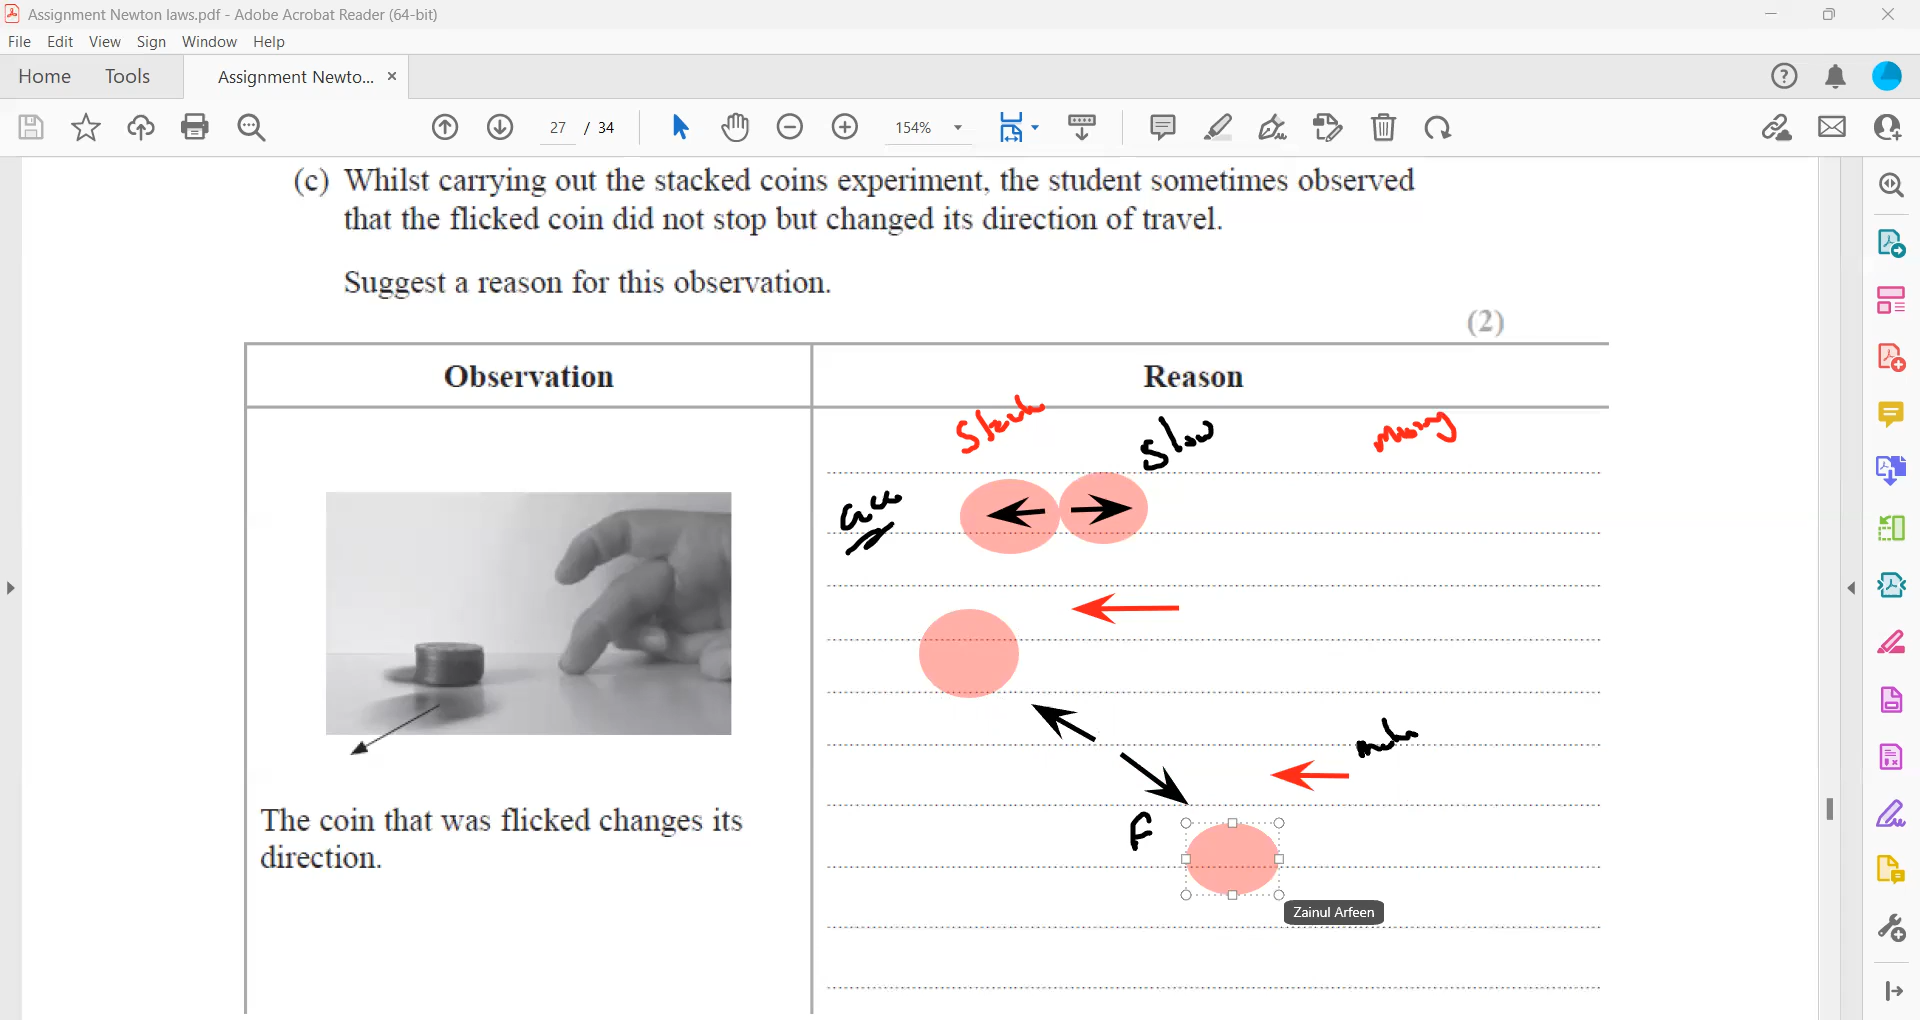 Assignment Newton laws.pdf - Adobe Acrobat Reader (64-bit)
File Edit View Sign Window Help
Home Tools Assignment Newto... ×
27 / 34 154%
(c) Whilst carrying out the stacked coins experiment, the student sometimes observed
that the flicked coin did not stop but changed its direction of travel.
Suggest a reason for this observation.
(2)
Observation Reason
Slow
F
The coin that was flicked changes its
direction.
Zainul Arfeen